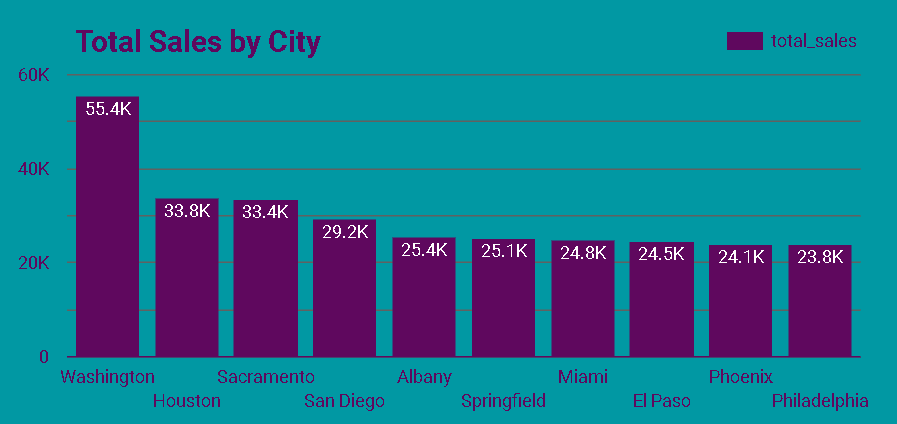 Total Sales by City
total_sales
60K
40K
20K
0
55.4K
33.8K
33.4K
29.2K
25.4K
25.1K
24.8K
24.5K
24.1K
23.8K
Washington
Houston
Sacramento
San Diego
Albany
Springfield
Miami
El Paso
Phoenix
Philadelphia